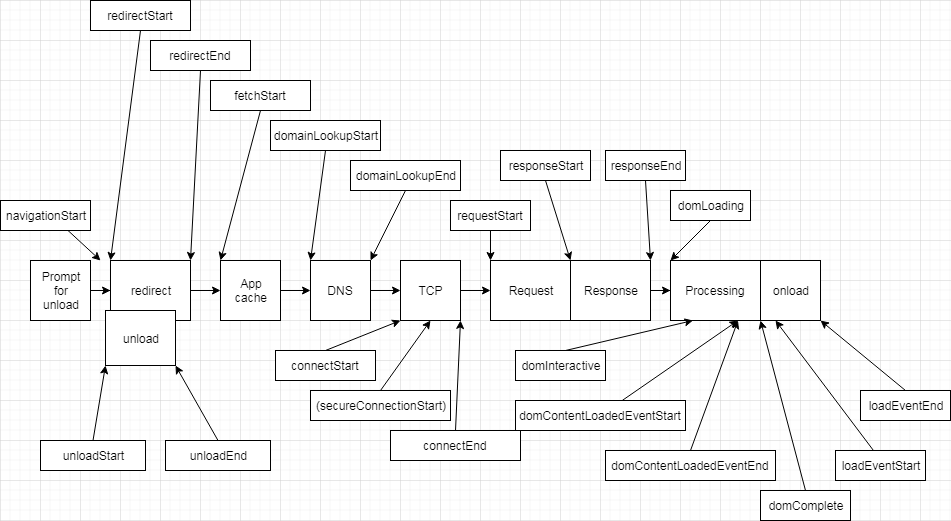 redirectStart
redirectEnd
fetchStart
domainLookupStart
domainLookupEnd
responseStart
responseEnd
navigationStart
requestStart
domLoading
Prompt
for
unload
redirect
App
cache
DNS
TCP
Request
Response
Processing
onload
unload
connectStart
domInteractive
(secureConnectionStart)
domContentLoadedEventStart
loadEventEnd
unloadStart
unloadEnd
connectEnd
domContentLoadedEventEnd
loadEventStart
domComplete